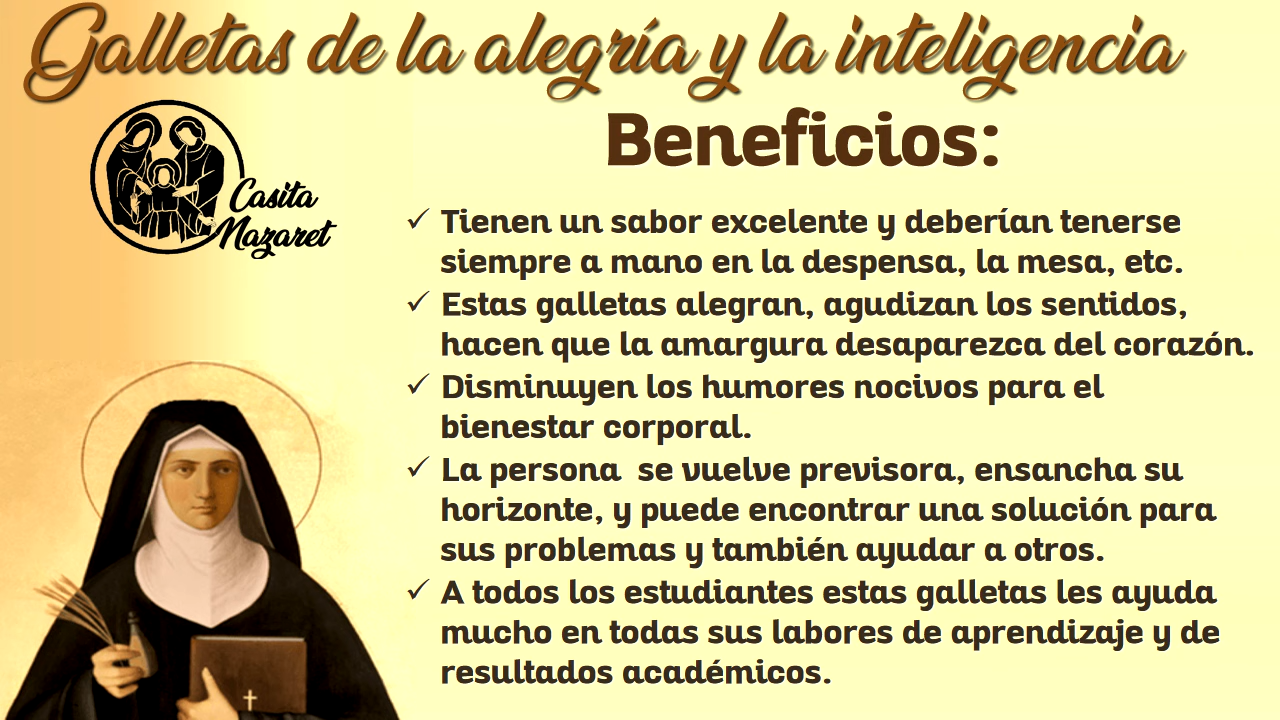 Galletas de la alegría y la inteligencia
Casita
Nazaret
Beneficios:
✓ Tienen un sabor excelente y deberían tenerse
siempre a mano en la despensa, la mesa, etc.
✓ Estas galletas alegran, agudizan los sentidos,
hacen que la amargura desaparezca del corazón.
✓ Disminuyen los humores nocivos para el
bienestar corporal.
✓ La persona  se vuelve previsora, ensancha su
horizonte, y puede encontrar una solución para
sus problemas y también ayudar a otros.
✓ A todos los estudiantes estas galletas les ayuda
mucho en todas sus labores de aprendizaje y de
resultados académicos.